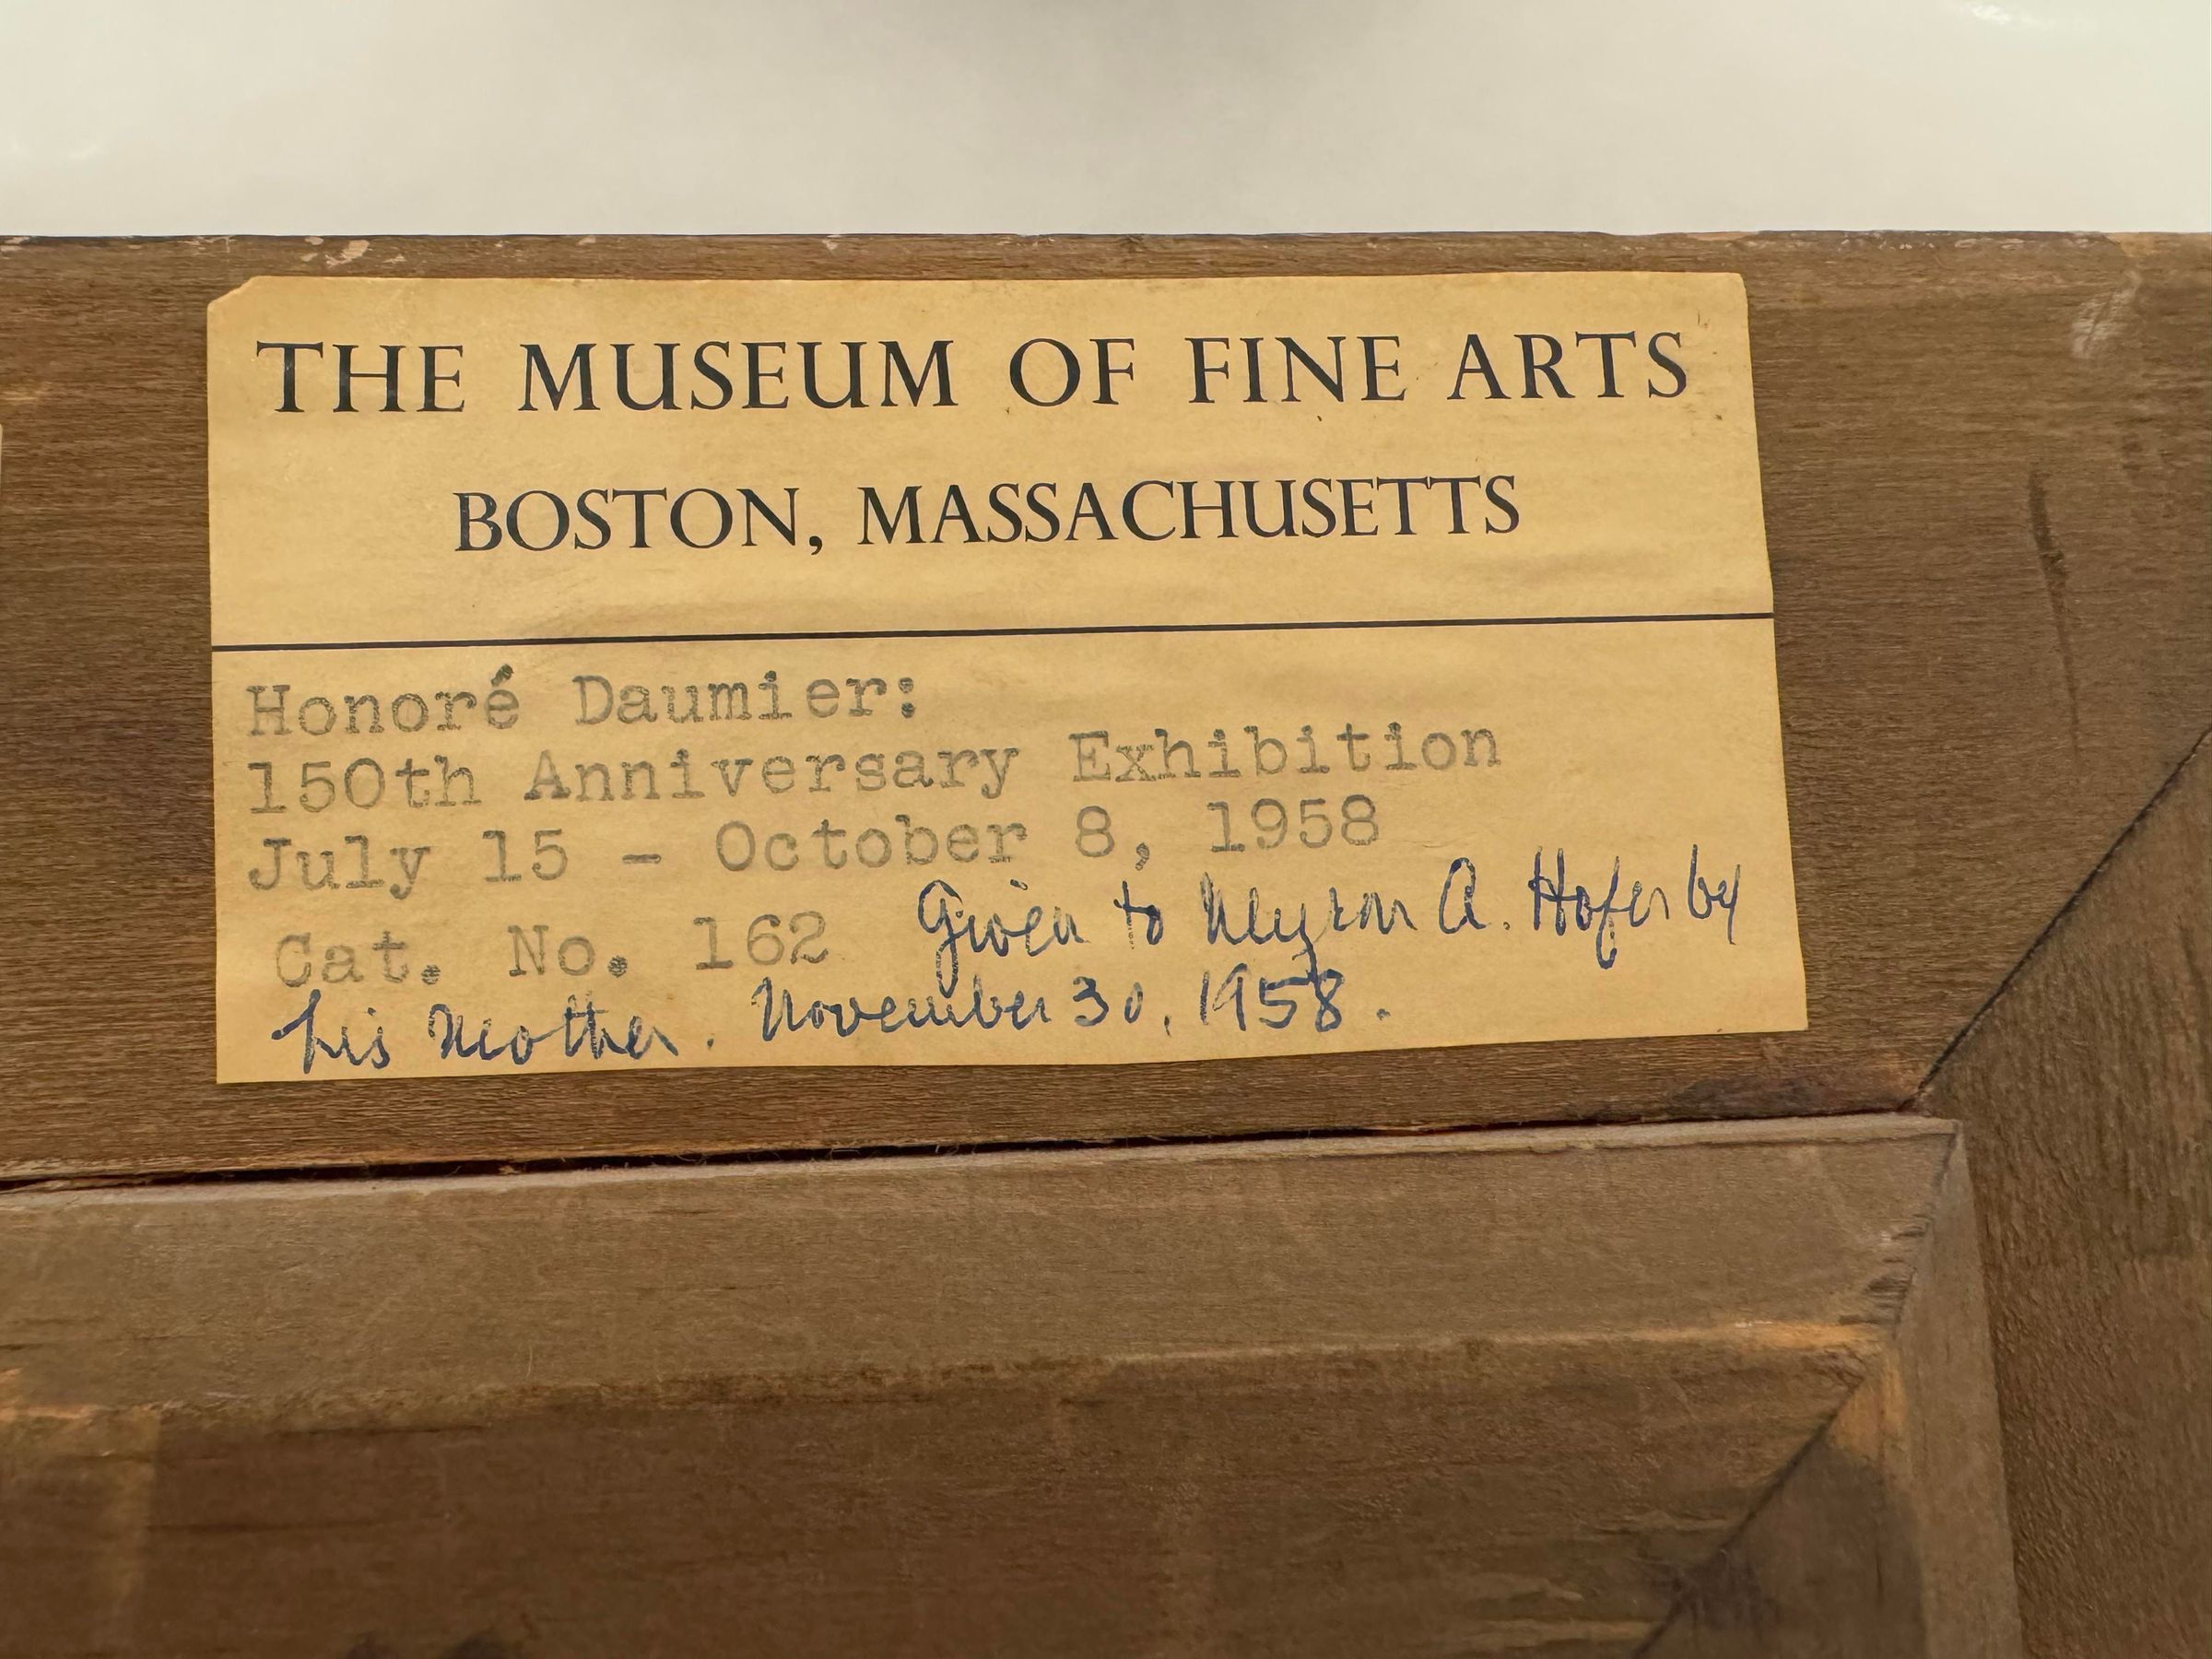 THE MUSEUM OF FINE ARTS
BOSTON, MASSACHUSETTS
Honoré Daumier:
150th Anniversary Exhibition
July 15 - October 8, 1958
Cat. No. 162 Given to Myron A. Hofer by
his Mother. November 30, 1958.